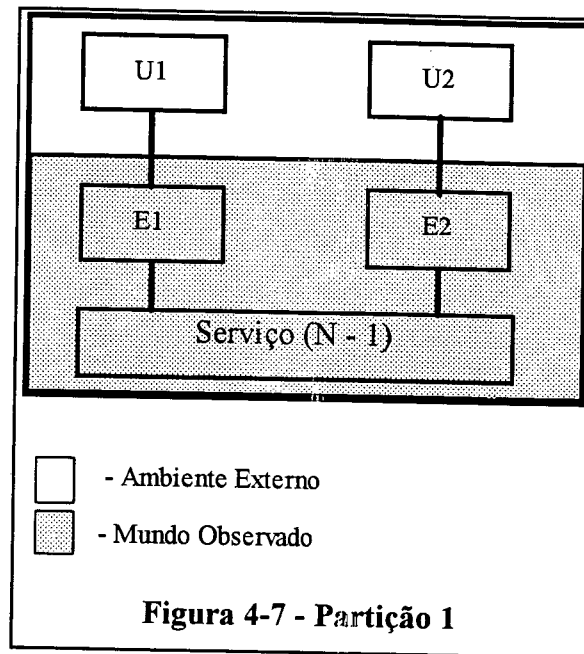 U1
U2
E1
E2
Serviço (N - 1)
- Ambiente Externo
- Mundo Observado
Figura 4-7 - Partição 1